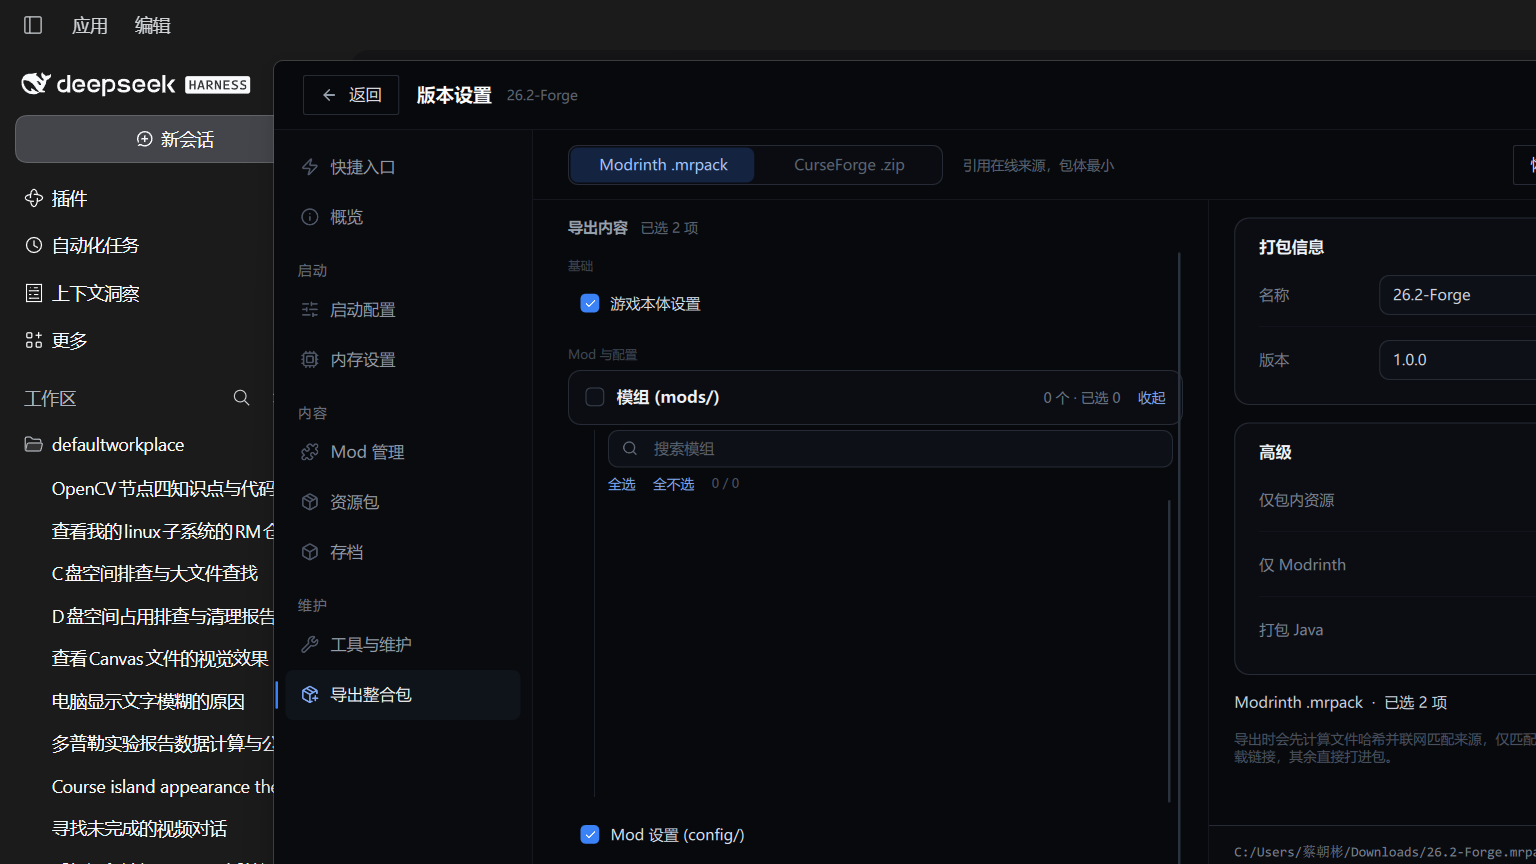 应用 编辑
deepseek HARNESS
新会话
插件
自动化任务
上下文洞察
更多
工作区
defaultworkplace
OpenCV 节点四知识点与代码
查看我的linux子系统的RM仓
C盘空间排查与大文件查找
D盘空间占用排查与清理报告
查看Canvas文件的视觉效果
电脑显示文字模糊的原因
多普勒实验报告数据计算与公
Course island appearance the
寻找未完成的视频对话
返回 版本设置 26.2-Forge
快捷入口
概览
启动
启动配置
内存设置
内容
Mod 管理
资源包
存档
维护
工具与维护
导出整合包
Modrinth .mrpack CurseForge .zip 引用在线来源，包体最小
导出内容 已选 2 项
基础
游戏本体设置
Mod 与配置
模组 (mods/) 0 个 · 已选 0 收起
搜索模组
全选 全不选 0 / 0
Mod 设置 (config/)
打包信息
名称 26.2-Forge
版本 1.0.0
高级
仅包内资源
仅 Modrinth
打包 Java
Modrinth .mrpack · 已选 2 项
导出时会先计算文件哈希并联网匹配来源，仅匹配
载链接，其余直接打进包。
C:/Users/蔡朝彬/Downloads/26.2-Forge.mrpa